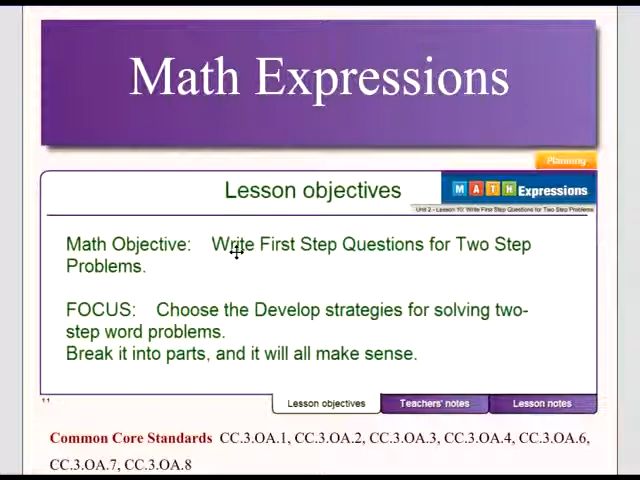 Math Expressions
Planning
Lesson objectives
MATH Expressions
Unit 2 - Lesson 10: Write First Step Questions for Two Step Problems
Math Objective: Write First Step Questions for Two Step
Problems.
FOCUS: Choose the Develop strategies for solving two-
step word problems.
Break it into parts, and it will all make sense.
11
Lesson objectives
Teachers' notes
Lesson notes
Common Core Standards CC.3.OA.1, CC.3.OA.2, CC.3.OA.3, CC.3.OA.4, CC.3.OA.6,
CC.3.OA.7, CC.3.OA.8